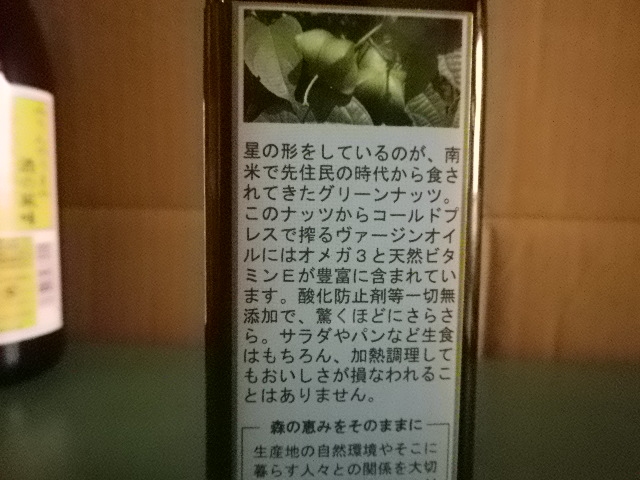 星の形をしているのが、南
米で先住民の時代から食さ
れてきたグリーンナッツ。
このナッツからコールドプ
レスで搾るヴァージンオイ
ルにはオメガ３と天然ビタ
ミンＥが豊富に含まれてい
ます。酸化防止剤等一切無
添加で、驚くほどにさらさ
ら。サラダやパンなど生食
はもちろん、加熱調理して
もおいしさが損なわれるこ
とはありません。
森の恵みをそのままに
生産地の自然環境やそこに
暮らす人々との関係を大切